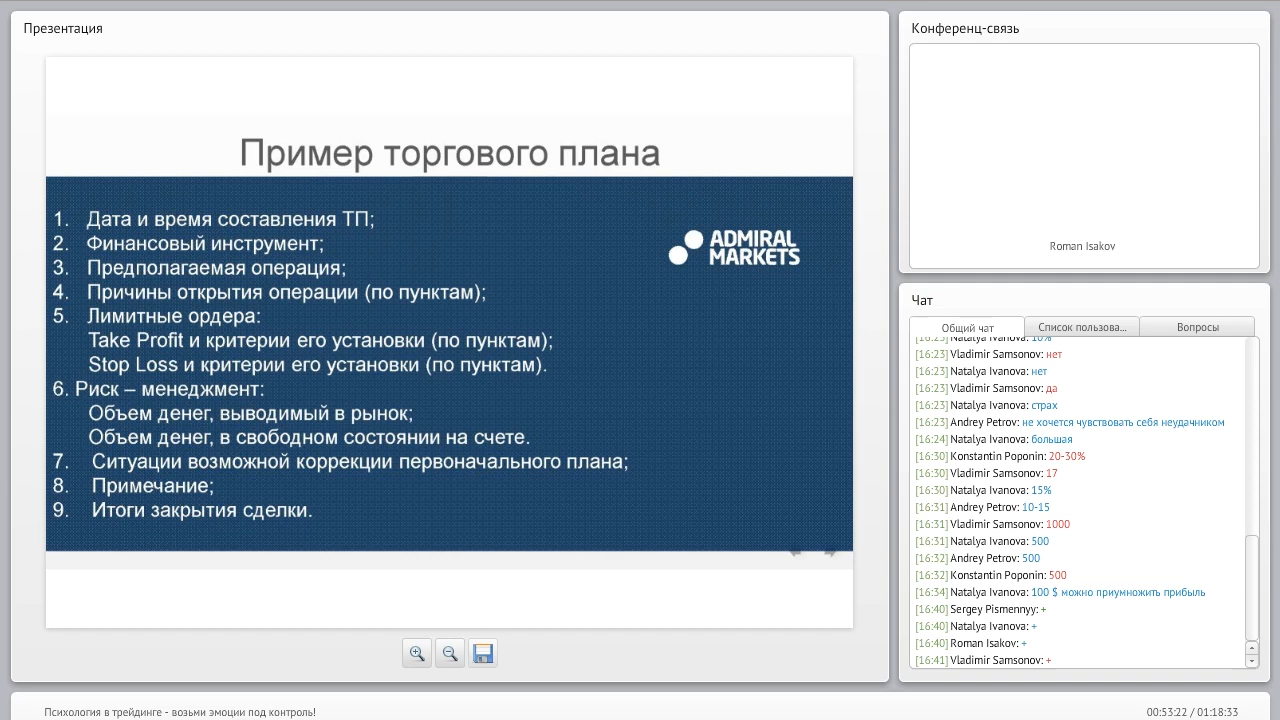 Презентация
Пример торгового плана
1. Дата и время составления ТП;
2. Финансовый инструмент;
3. Предполагаемая операция;
4. Причины открытия операции (по пунктам);
5. Лимитные ордера:
Take Profit и критерии его установки (по пунктам);
Stop Loss и критерии его установки (по пунктам).
6. Риск – менеджмент:
Объем денег, выводимый в рынок;
Объем денег, в свободном состоянии на счете.
7. Ситуации возможной коррекции первоначального плана;
8. Примечание;
9. Итоги закрытия сделки.
ADMIRAL
MARKETS
Конференц-связь
Roman Isakov
Чат
Общий чат
Список пользова...
Вопросы
[16:23] Natalya Ivanova: 10%
[16:23] Vladimir Samsonov: нет
[16:23] Natalya Ivanova: нет
[16:23] Vladimir Samsonov: да
[16:23] Natalya Ivanova: страх
[16:23] Andrey Petrov: не хочется чувствовать себя неудачником
[16:24] Natalya Ivanova: большая
[16:30] Konstantin Poponin: 20-30%
[16:30] Vladimir Samsonov: 17
[16:30] Natalya Ivanova: 15%
[16:31] Andrey Petrov: 10-15
[16:31] Vladimir Samsonov: 1000
[16:31] Natalya Ivanova: 500
[16:32] Andrey Petrov: 500
[16:32] Konstantin Poponin: 500
[16:34] Natalya Ivanova: 100 $ можно приумножить прибыль
[16:40] Sergey Pismennyy: +
[16:40] Natalya Ivanova: +
[16:40] Roman Isakov: +
[16:41] Vladimir Samsonov: +
Психология в трейдинге - возьми эмоции под контроль!
00:53:22 / 01:18:33